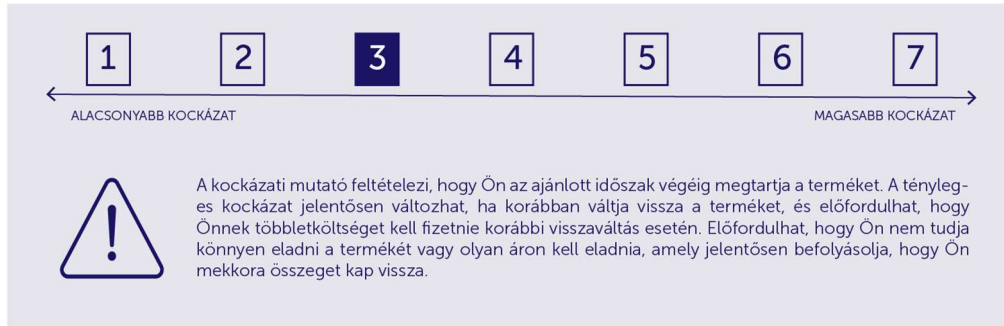 1 2 3 4 5 6 7
ALACSONYABB KOCKÁZAT MAGASABB KOCKÁZAT
A kockázati mutató feltételezi, hogy Ön az ajánlott időszak végéig megtartja a terméket. A tényleg-
es kockázat jelentősen változhat, ha korábban váltja vissza a terméket, és előfordulhat, hogy
Önnek többletköltséget kell fizetnie korábbi visszaváltás esetén. Előfordulhat, hogy Ön nem tudja
könnyen eladni a termékét vagy olyan áron kell eladnia, amely jelentősen befolyásolja, hogy Ön
mekkora összeget kap vissza.